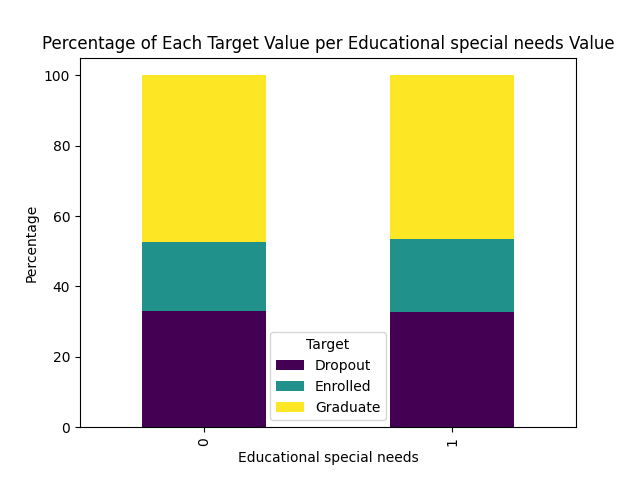 Percentage of Each Target Value per Educational special needs Value
100
80
60
40
20
0
Percentage
Target
Dropout
Enrolled
Graduate
0
1
Educational special needs